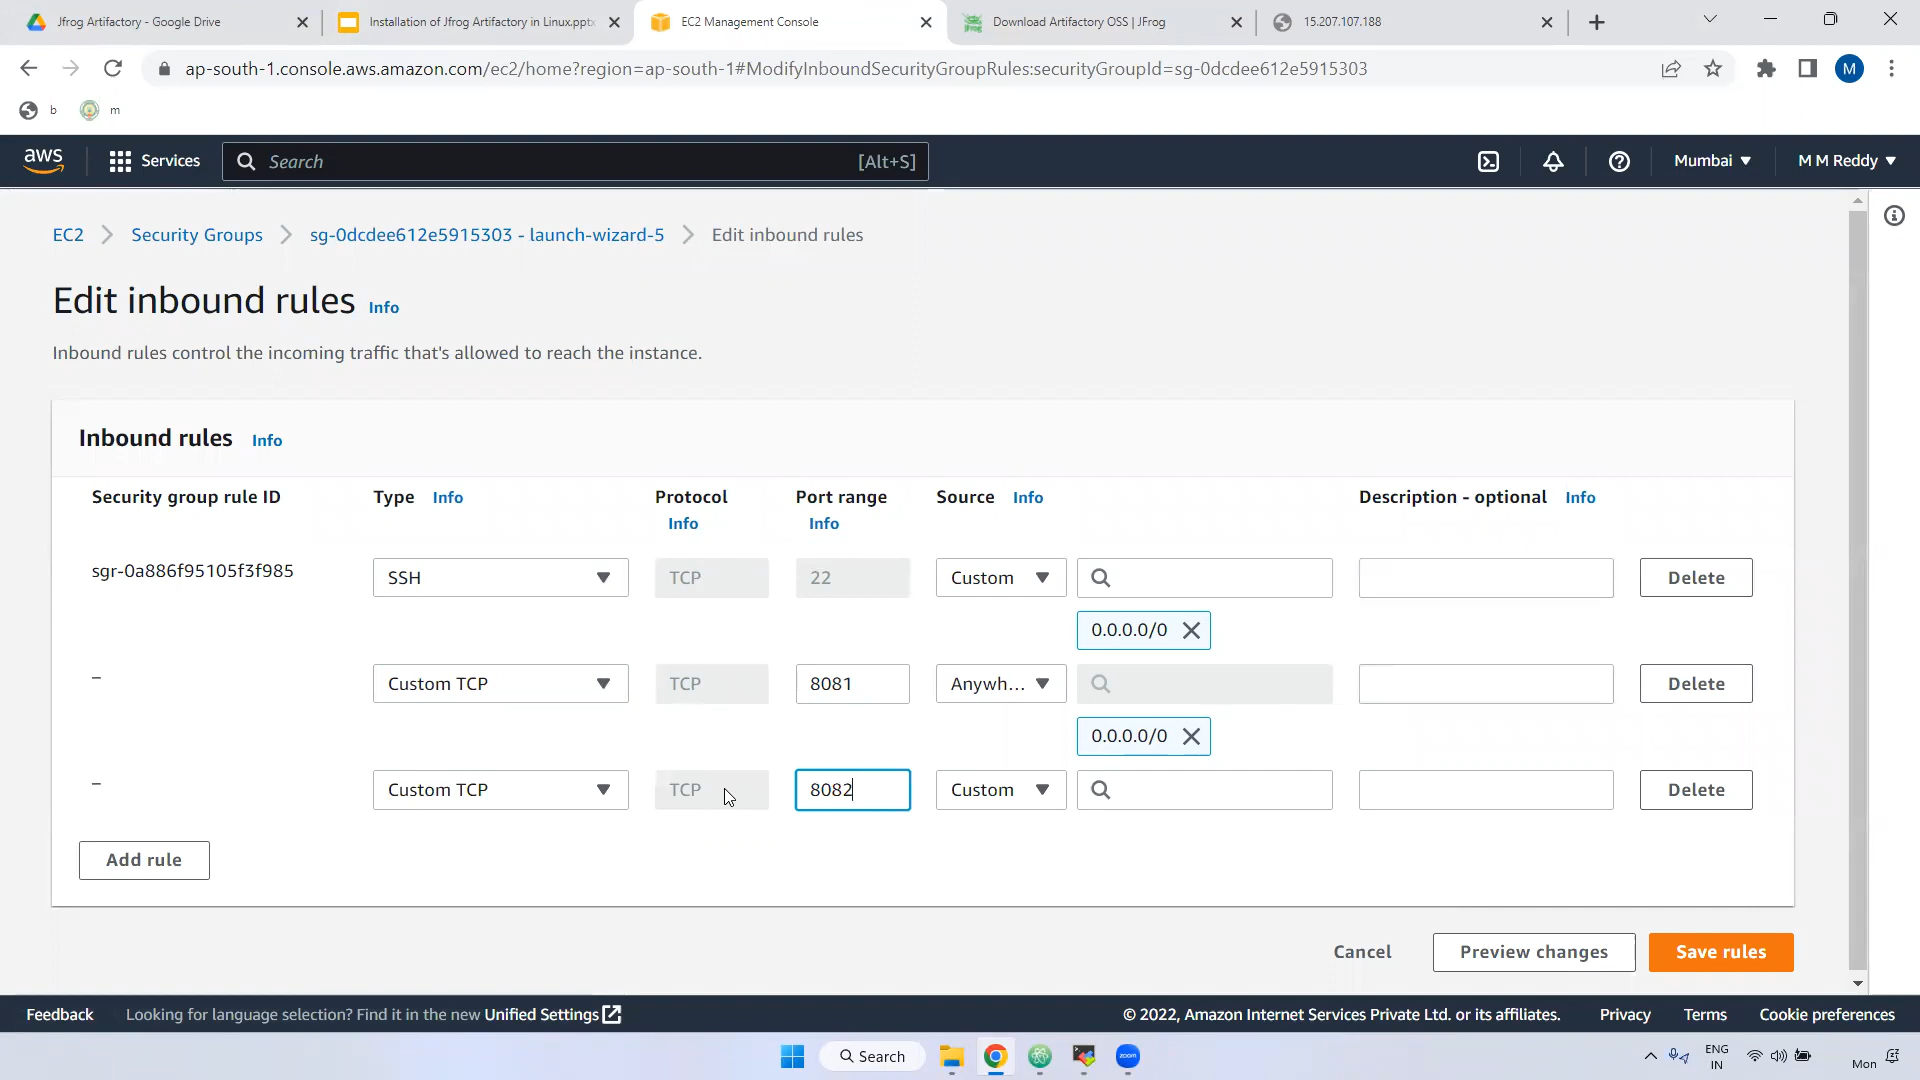 Jfrog Artifactory - Google Drive
Installation of Jfrog Artifactory in Linux.pptx
EC2 Management Console
Download Artifactory OSS | JFrog
15.207.107.188
ap-south-1.console.aws.amazon.com/ec2/home?region=ap-south-1#ModifyInboundSecurityGroupRules:securityGroupId=sg-0dcdee612e5915303
M
b
m
aws
Services
Search
[Alt+S]
Mumbai
M M Reddy
EC2
Security Groups
sg-0dcdee612e5915303 - launch-wizard-5
Edit inbound rules
Edit inbound rules Info
Inbound rules control the incoming traffic that's allowed to reach the instance.
Inbound rules Info
Security group rule ID
Type Info
Protocol
Info
Port range
Info
Source Info
Description - optional Info
sgr-0a886f95105f3f985
SSH
TCP
22
Custom
Delete
0.0.0.0/0
–
Custom TCP
TCP
8081
Anywh...
Delete
0.0.0.0/0
–
Custom TCP
TCP
8082
Custom
Delete
Add rule
Cancel
Preview changes
Save rules
Feedback
Looking for language selection? Find it in the new Unified Settings
© 2022, Amazon Internet Services Private Ltd. or its affiliates.
Privacy
Terms
Cookie preferences
Search
zoom
ENG
IN
Mon